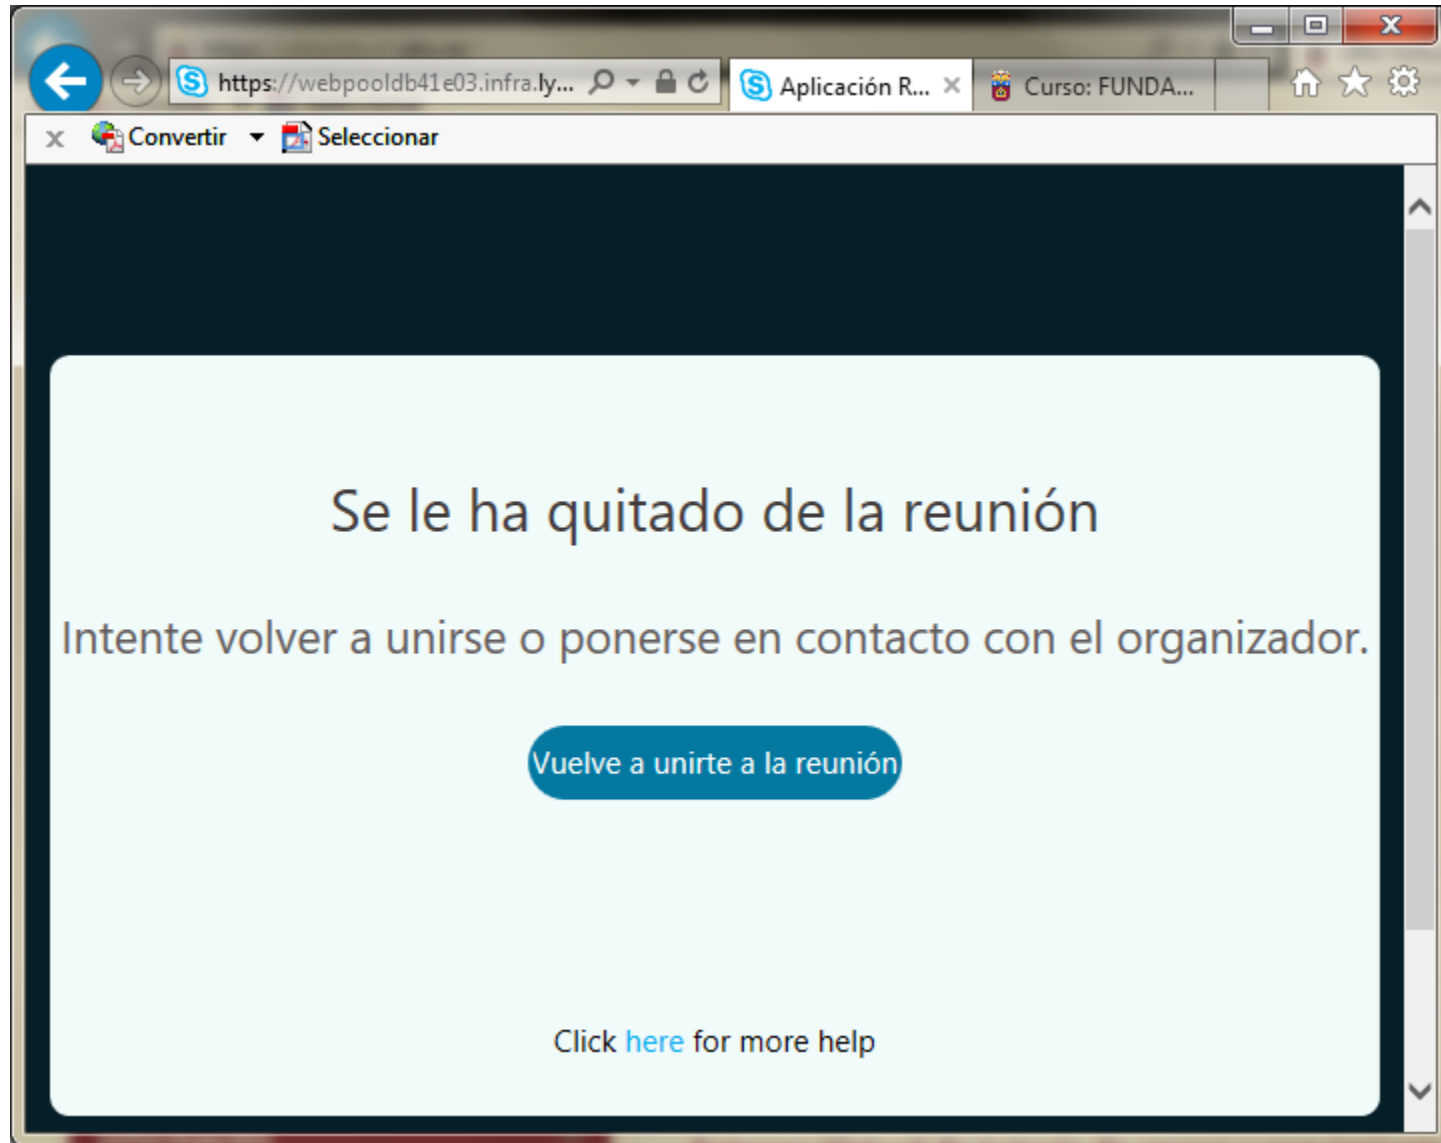 https://webpooldb41e03.infra.ly...
Aplicación R...
Curso: FUNDA...
Convertir
Seleccionar
Se le ha quitado de la reunión
Intente volver a unirse o ponerse en contacto con el organizador.
Vuelve a unirte a la reunión
Click here for more help